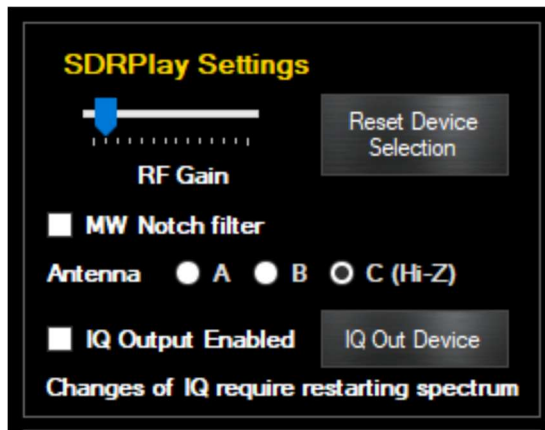 SDRPlay Settings
Reset Device
Selection
RF Gain
MW Notch filter
Antenna A B C (Hi-Z)
IQ Output Enabled IQ Out Device
Changes of IQ require restarting spectrum